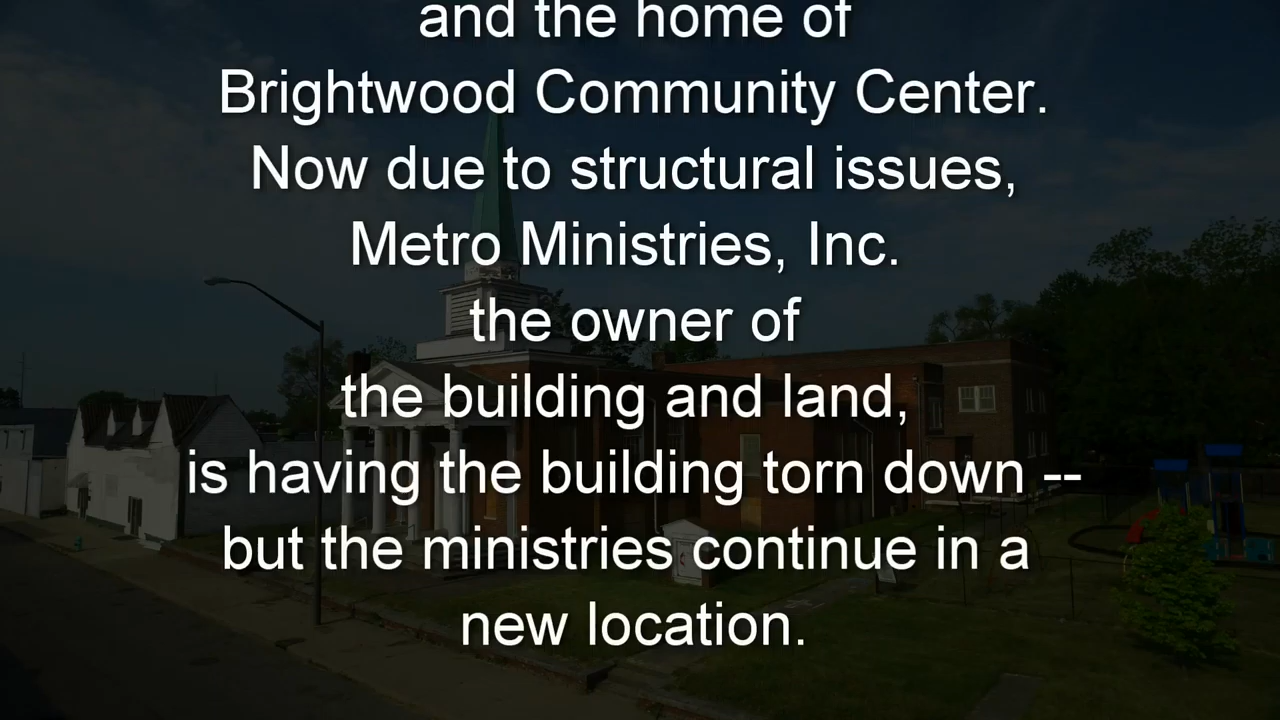 and the home of
Brightwood Community Center.
Now due to structural issues,
Metro Ministries, Inc.
the owner of
the building and land,
is having the building torn down --
but the ministries continue in a
new location.